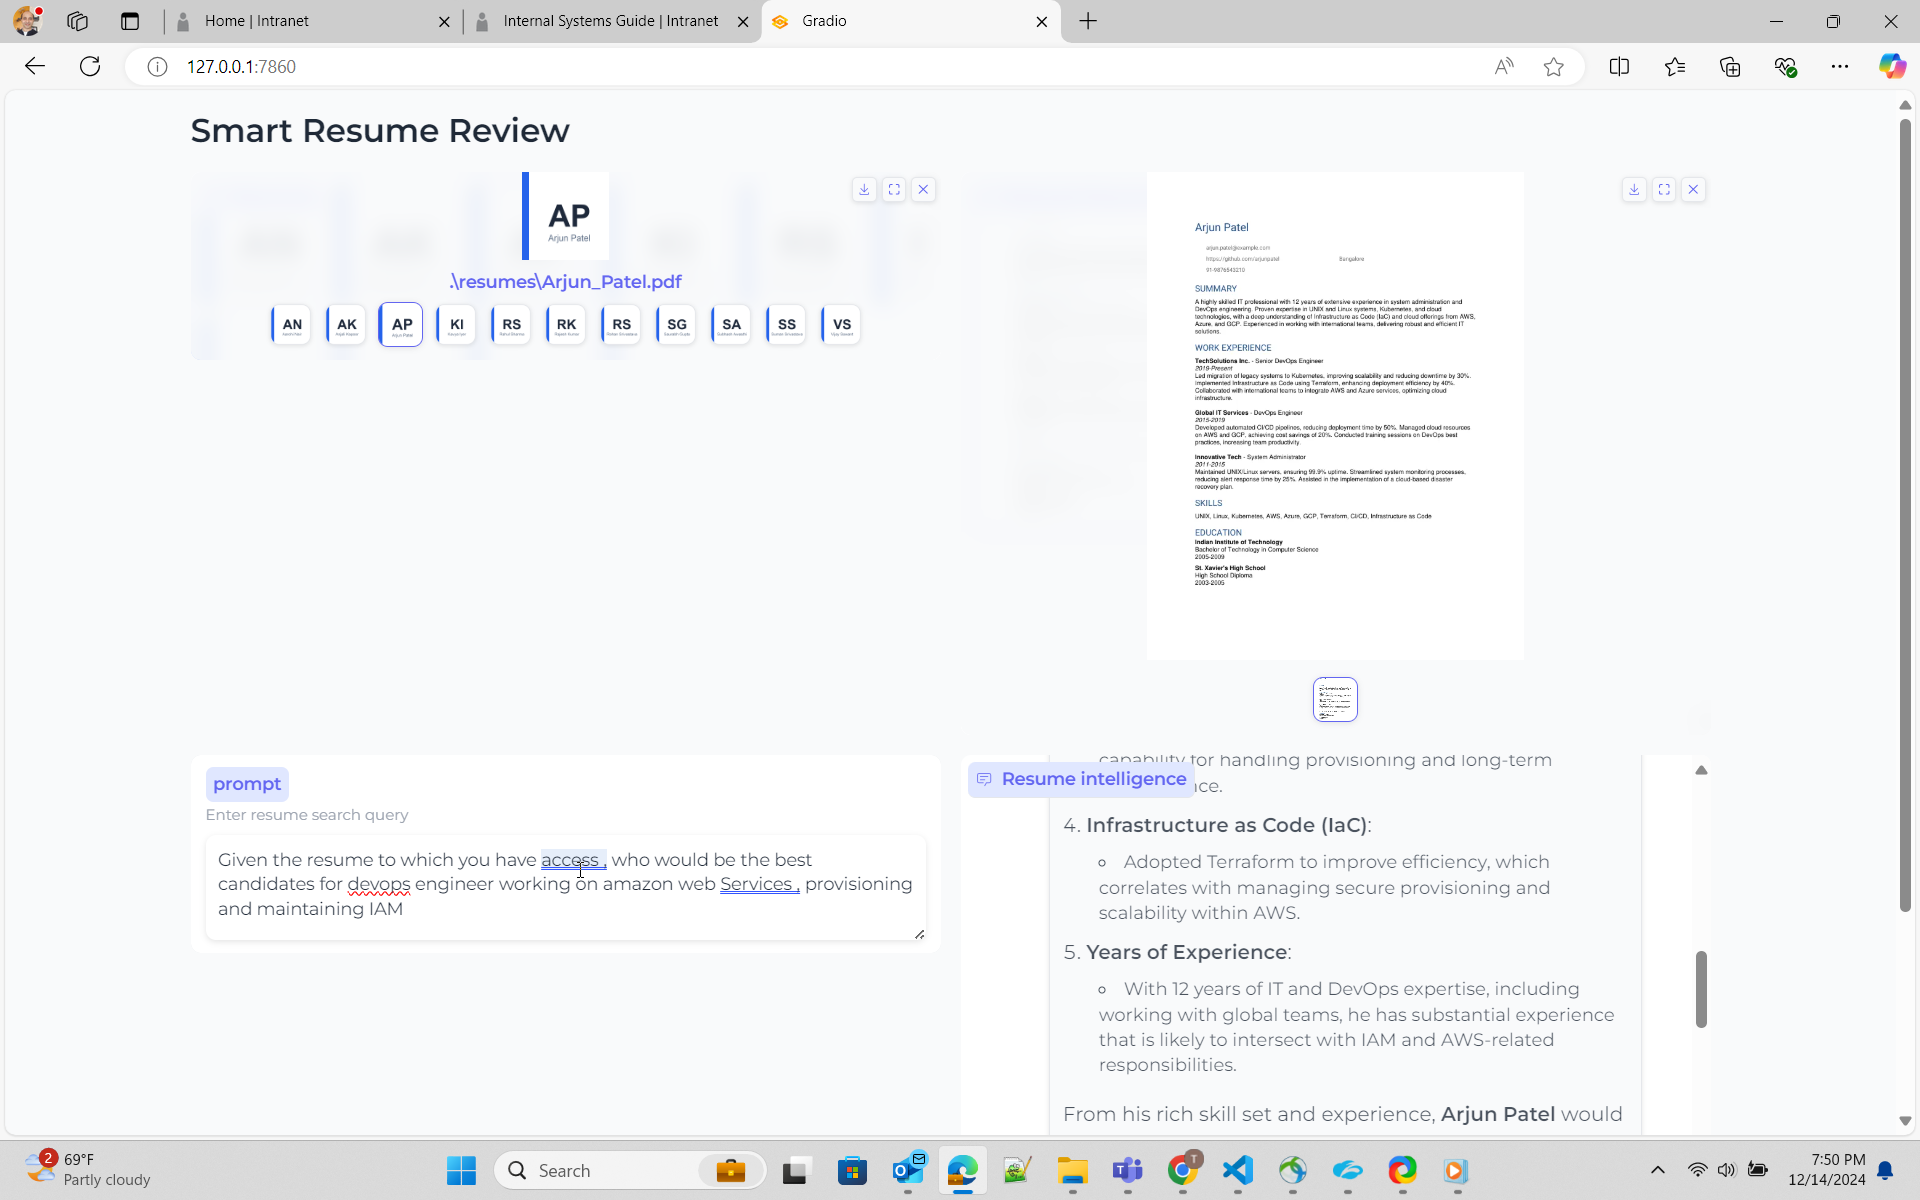 Home | Intranet
Internal Systems Guide | Intranet
Gradio
127.0.0.1:7860
Smart Resume Review
AP
Arjun Patel
.\resumes\Arjun_Patel.pdf
AN
AK
AP
KI
RS
RK
RS
SG
SA
SS
VS
Arjun Patel
arjun.patel@example.com
https://github.com/arjunpatel
Bangalore
91-9876543210
SUMMARY
A highly skilled IT professional with 12 years of extensive experience in system administration and
DevOps engineering. Proven expertise in UNIX and Linux systems, Kubernetes, and cloud
technologies, with a deep understanding of Infrastructure as Code (IaC) and cloud offerings from AWS,
Azure, and GCP. Experienced in working with international teams, delivering robust and efficient IT
solutions.
WORK EXPERIENCE
TechSolutions Inc. - Senior DevOps Engineer
2019-Present
Led migration of legacy systems to Kubernetes, improving scalability and reducing downtime by 30%.
Implemented Infrastructure as Code using Terraform, enhancing deployment efficiency by 40%.
Collaborated with international teams to integrate AWS and Azure services, optimizing cloud
infrastructure.
Global IT Services - DevOps Engineer
2015-2019
Developed automated CI/CD pipelines, reducing deployment time by 50%. Managed cloud resources
on AWS and GCP, achieving cost savings of 20%. Conducted training sessions on DevOps best
practices, increasing team productivity.
Innovative Tech - System Administrator
2011-2015
Maintained UNIX/Linux servers, ensuring 99.9% uptime. Streamlined system monitoring processes,
reducing alert response time by 25%. Assisted in the implementation of a cloud-based disaster
recovery plan.
SKILLS
UNIX, Linux, Kubernetes, AWS, Azure, GCP, Terraform, CI/CD, Infrastructure as Code
EDUCATION
Indian Institute of Technology
Bachelor of Technology in Computer Science
2005-2009
St. Xavier's High School
High School Diploma
2003-2005
prompt
Enter resume search query
Given the resume to which you have access , who would be the best
candidates for devops engineer working on amazon web Services , provisioning
and maintaining IAM
Resume intelligence
capability for handling provisioning and long-term
4. Infrastructure as Code (IaC):
Adopted Terraform to improve efficiency, which
correlates with managing secure provisioning and
scalability within AWS.
5. Years of Experience:
With 12 years of IT and DevOps expertise, including
working with global teams, he has substantial experience
that is likely to intersect with IAM and AWS-related
responsibilities.
From his rich skill set and experience, Arjun Patel would
2
69°F
Partly cloudy
Search
T
7:50 PM
12/14/2024